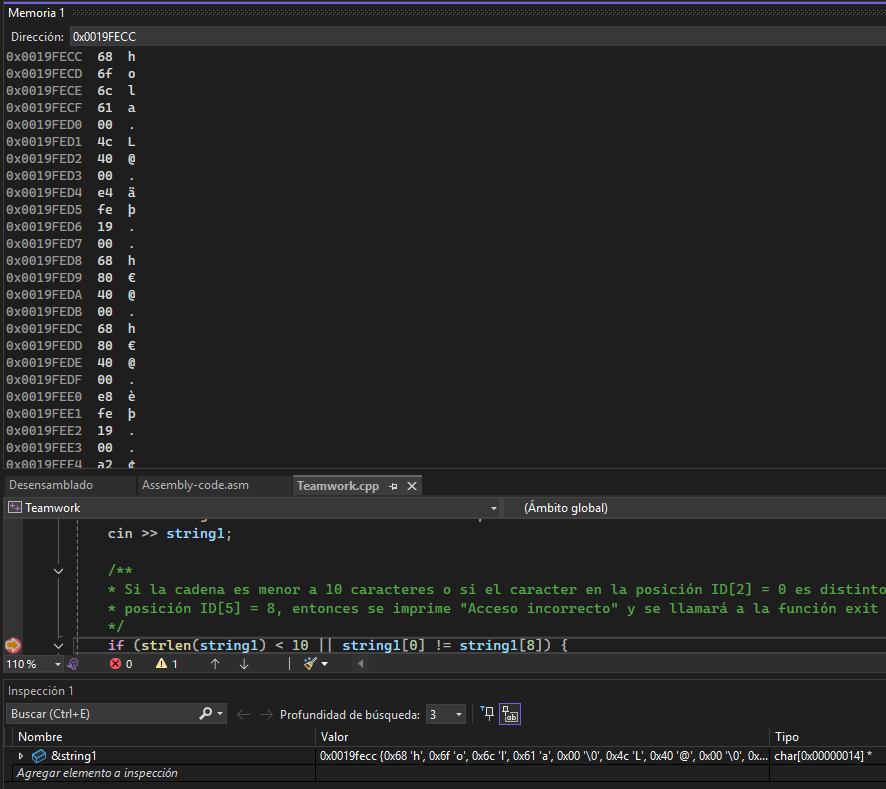 Memoria 1
Dirección: 0x0019FECC
0x0019FECC 68 h
0x0019FECD 6f o
0x0019FECE 6c l
0x0019FECF 61 a
0x0019FED0 00 .
0x0019FED1 4c L
0x0019FED2 40 @
0x0019FED3 00 .
0x0019FED4 e4 ä
0x0019FED5 fe þ
0x0019FED6 19 .
0x0019FED7 00 .
0x0019FED8 68 h
0x0019FED9 80 €
0x0019FEDA 40 @
0x0019FEDB 00 .
0x0019FEDC 68 h
0x0019FEDD 80 €
0x0019FEDE 40 @
0x0019FEDF 00 .
0x0019FEE0 e8 è
0x0019FEE1 fe þ
0x0019FEE2 19 .
0x0019FEE3 00 .
0x0019FEE4 a2 ¢
Desensamblado Assembly-code.asm Teamwork.cpp
Teamwork (Ámbito global)
cin >> string1;
/**
* Si la cadena es menor a 10 caracteres o si el caracter en la posición ID[2] = 0 es distinto
* posición ID[5] = 8, entonces se imprime "Acceso incorrecto" y se llamará a la función exit
*/
if (strlen(string1) < 10 || string1[0] != string1[8]) {
110 % 0 1
Inspección 1
Buscar (Ctrl+E) Profundidad de búsqueda: 3
Nombre Valor Tipo
&string1 0x0019fecc {0x68 'h', 0x6f 'o', 0x6c 'l', 0x61 'a', 0x00 '\0', 0x4c 'L', 0x40 '@', 0x00 '\0', 0x... char[0x00000014] *
Agregar elemento a inspección